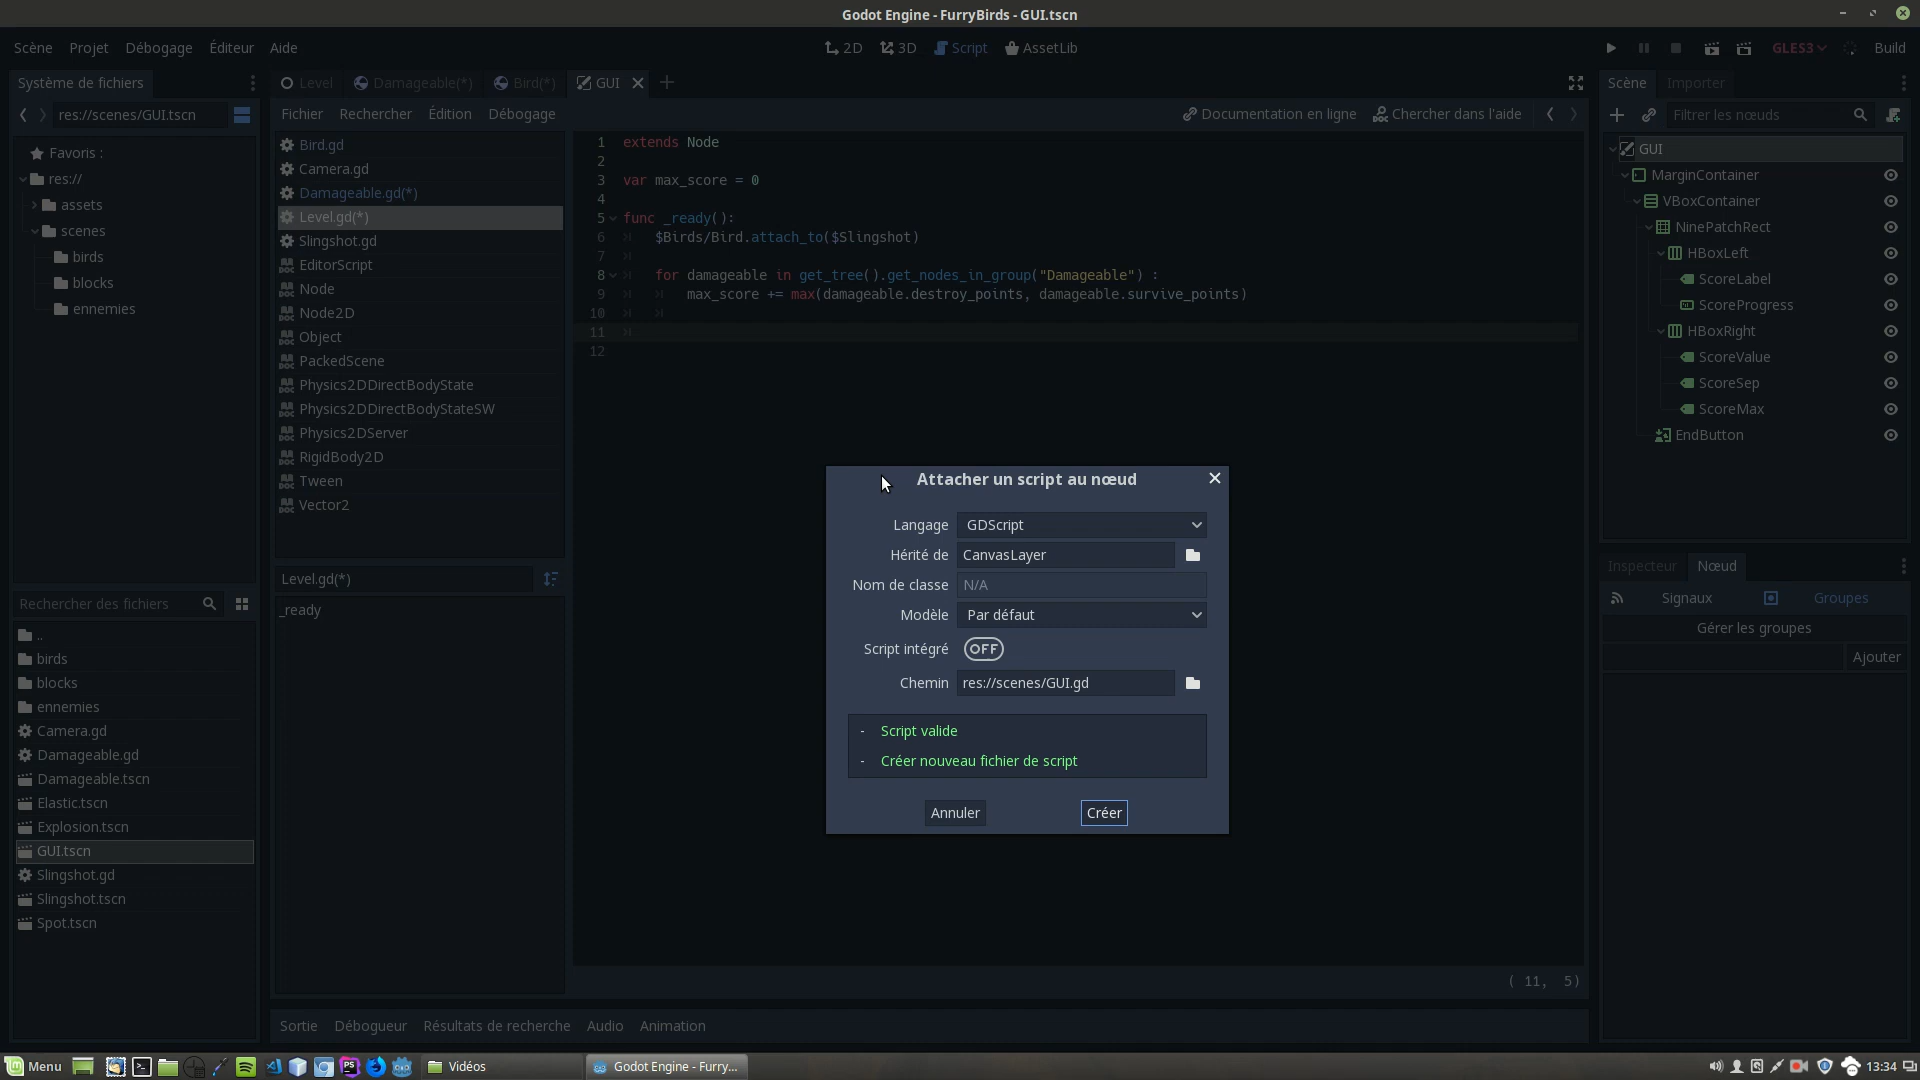 Godot Engine - FurryBirds - GUI.tscn
Scène Projet Débogage Éditeur Aide
2D 3D Script AssetLib
GLES3 Build
Système de fichiers
res://scenes/GUI.tscn
Favoris :
res://
assets
scenes
birds
blocks
ennemies
Rechercher des fichiers
..
birds
blocks
ennemies
Camera.gd
Damageable.gd
Damageable.tscn
Elastic.tscn
Explosion.tscn
GUI.tscn
Slingshot.gd
Slingshot.tscn
Spot.tscn
Level Damageable(*) Bird(*) GUI
Fichier Rechercher Édition Débogage
Documentation en ligne Chercher dans l'aide
Bird.gd
Camera.gd
Damageable.gd(*)
Level.gd(*)
Slingshot.gd
EditorScript
Node
Node2D
Object
PackedScene
Physics2DDirectBodyState
Physics2DDirectBodyStateSW
Physics2DServer
RigidBody2D
Tween
Vector2
Level.gd(*)
_ready
1 extends Node
2
3 var max_score = 0
4
5 func _ready():
6 $Birds/Bird.attach_to($Slingshot)
7
8 for damageable in get_tree().get_nodes_in_group("Damageable") :
9 max_score += max(damageable.destroy_points, damageable.survive_points)
10
11
12
( 11, 5)
Attacher un script au nœud
Langage GDScript
Hérité de CanvasLayer
Nom de classe N/A
Modèle Par défaut
Script intégré OFF
Chemin res://scenes/GUI.gd
- Script valide
- Créer nouveau fichier de script
Annuler Créer
Sortie Débogueur Résultats de recherche Audio Animation
Scène Importer
Filtrer les nœuds
GUI
MarginContainer
VBoxContainer
NinePatchRect
HBoxLeft
ScoreLabel
ScoreProgress
HBoxRight
ScoreValue
ScoreSep
ScoreMax
EndButton
Inspecteur Nœud
Signaux Groupes
Gérer les groupes
Ajouter
Menu Vidéos Godot Engine - Furry... 13:34